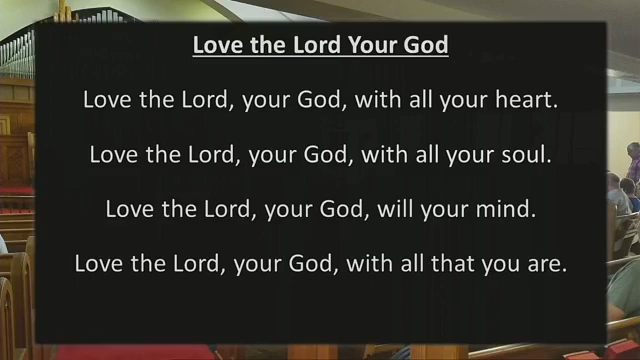 Love the Lord Your God
Love the Lord, your God, with all your heart.
Love the Lord, your God, with all your soul.
Love the Lord, your God, will your mind.
Love the Lord, your God, with all that you are.